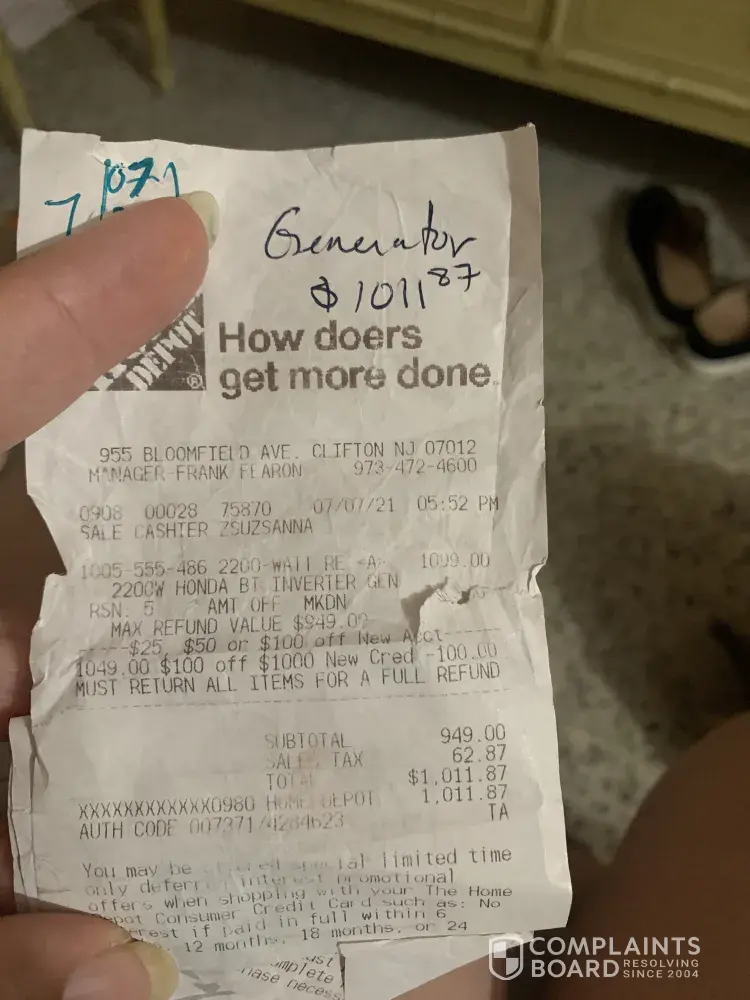 7/07
Generator
$1011 87
DEPOT
How doers
get more done.
955 BLOOMFIELD AVE. CLIFTON NJ 07012
MANAGER-FRANK FEARON 973-472-4600
0908 00028 75870 07/07/21 05:52 PM
SALE CASHIER ZSUZSANNA
1005-555-486 2200-WATT RE <A>
2200W HONDA BT INVERTER GEN
RSN: 5 AMT OFF MKDN
MAX REFUND VALUE $949.00
-----$25, $50 or $100 off New Acct-----
1049.00 $100 off $1000 New Cred -100.00
MUST RETURN ALL ITEMS FOR A FULL REFUND
SUBTOTAL 949.00
TAX 62.87
$1,011.87
XXXXXXXXXXXX0980 HOME DEPOT 1,011.87
AUTH CODE 007371/4284623 TA
You may be special limited time
only interest promotional
offers when shopping with your The Home
Consumer Credit Card such as: No
if paid in full within 6
12 months, 18 months, or 24
COMPLAINTS
BOARD RESOLVING
SINCE 2004